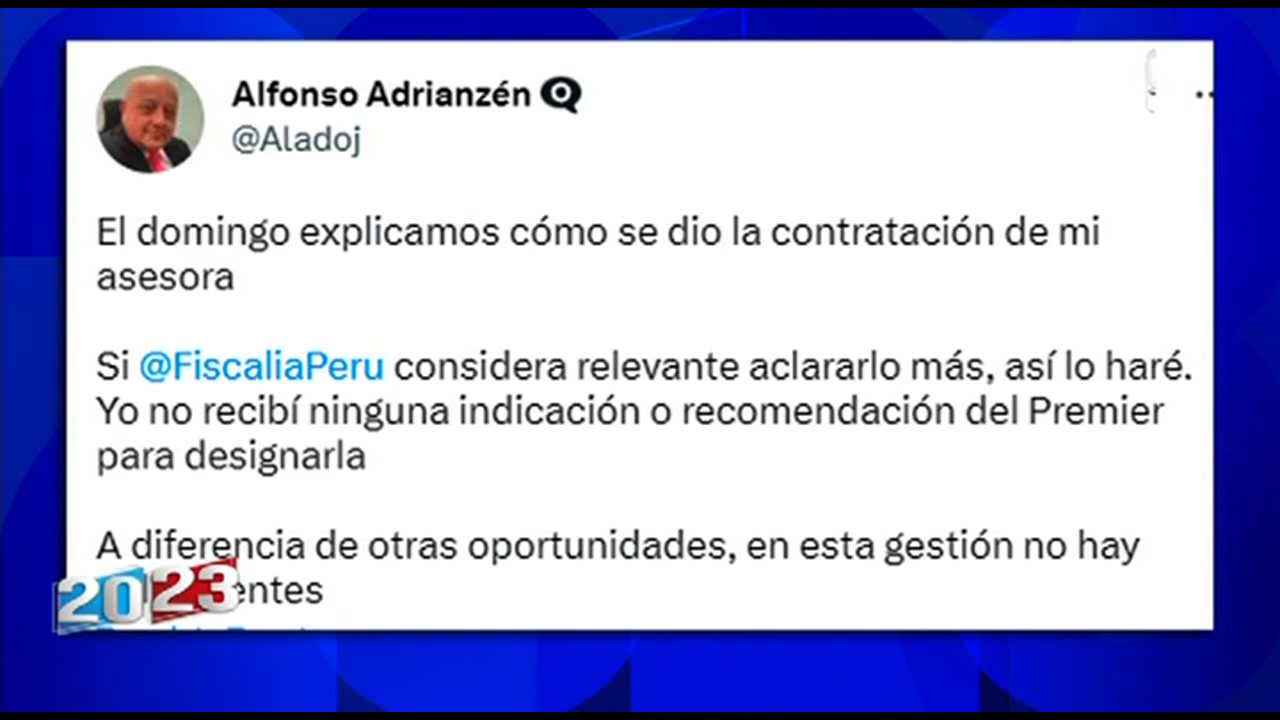 Alfonso Adrianzén
@Aladoj
El domingo explicamos cómo se dio la contratación de mi
asesora
Si @FiscaliaPeru considera relevante aclararlo más, así lo haré.
Yo no recibí ninguna indicación o recomendación del Premier
para designarla
A diferencia de otras oportunidades, en esta gestión no hay
2023